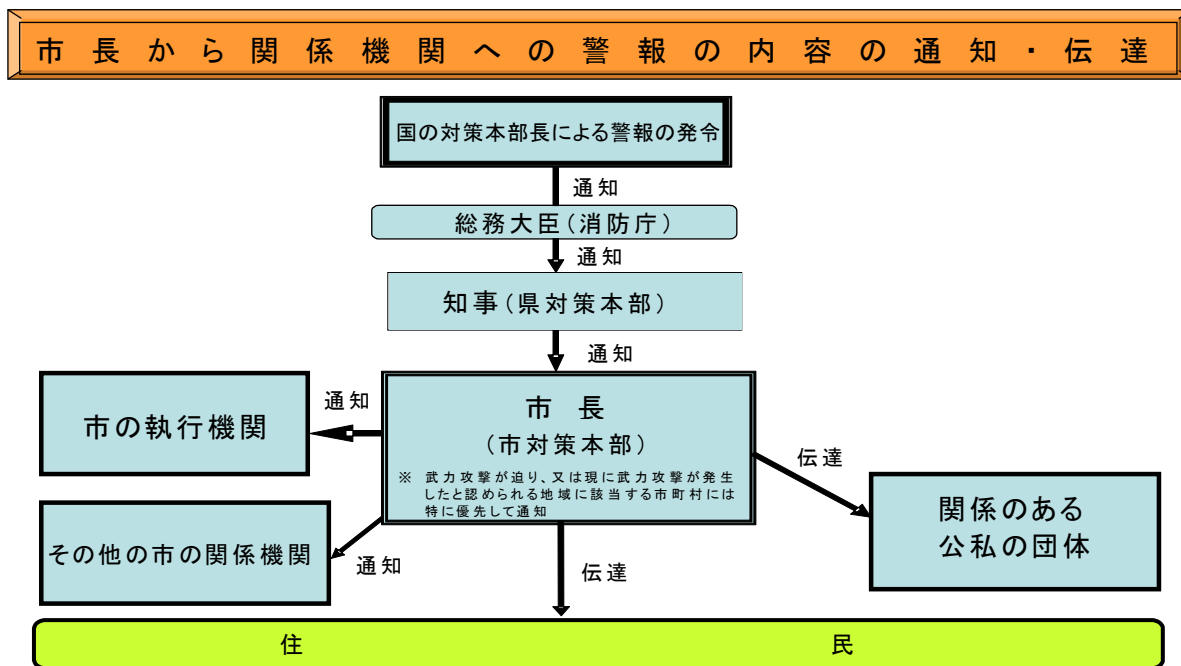 市長から関係機関への警報の内容の通知・伝達
国の対策本部長による警報の発令
通知
総務大臣（消防庁）
通知
知事（県対策本部）
通知
市の執行機関
通知
市長
（市対策本部）
※ 武力攻撃が迫り、又は現に武力攻撃が発生
したと認められる地域に該当する市町村には
特に優先して通知
伝達
関係のある
公私の団体
その他の市の関係機関
通知
伝達
住民